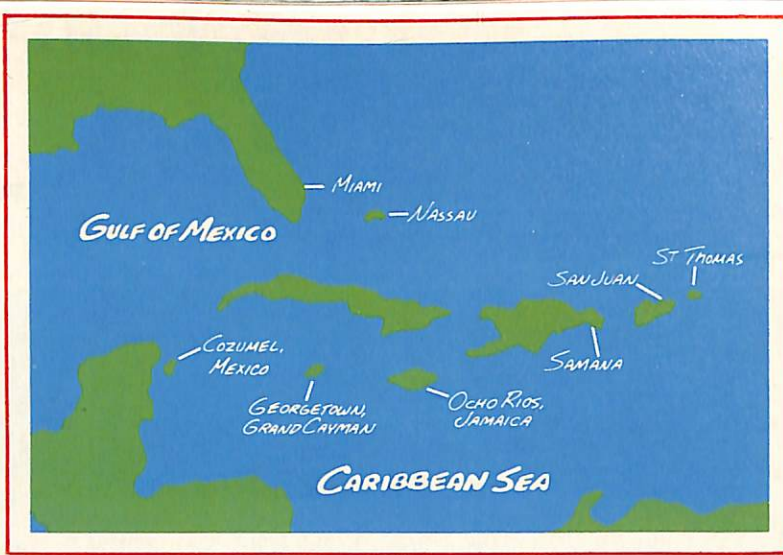 MIAMI
NASSAU
GULF OF MEXICO
ST THOMAS
SAN JUAN
COZUMEL,
MEXICO
SAMANA
GEORGETOWN,
GRAND CAYMAN
OCHO RIOS,
JAMAICA
CARIBBEAN SEA